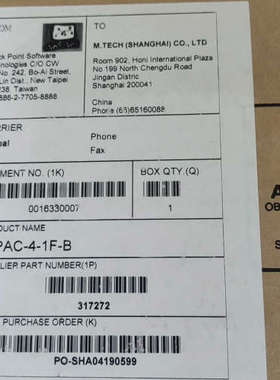 OM
TO
ck Point Software
nologies C/O CW
No. 242, Bo-Ai Street,
Lin Dist., New Taipei
238, Taiwan
886-2-7705-8888
M.TECH (SHANGHAI) CO., LTD
Room 902, Honi International Plaza
No 199 North Chengdu Road
Jingan Distric
Shanghai 200041
China
Phone (86)65160088
RRIER
Phone
Fax
MENT NO. (1K)
BOX QTY.(Q)
0016330007
1
DUCT NAME
PAC-4-1F-B
LIER PART NUMBER(1P)
317272
PURCHASE ORDER (K)
PO-SHA04190599
A
OB
S